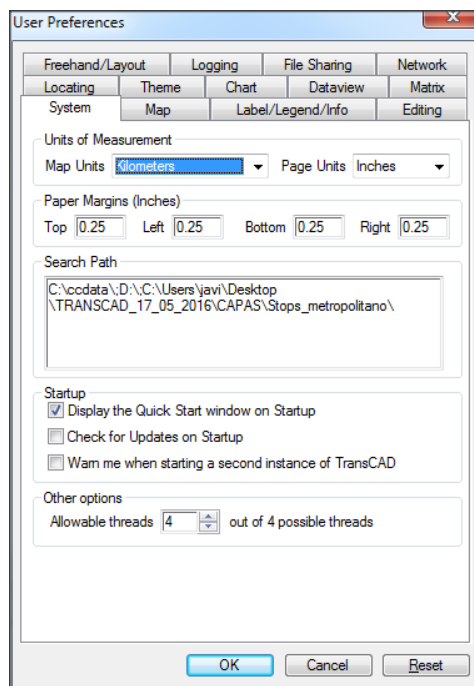 User Preferences
Freehand/Layout Logging File Sharing Network
Locating Theme Chart Dataview Matrix
System Map Label/Legend/Info Editing
Units of Measurement
Map Units Kilometers Page Units Inches
Paper Margins (Inches)
Top 0.25 Left 0.25 Bottom 0.25 Right 0.25
Search Path
C:\ccdata\;D:\;C:\Users\javi\Desktop
\TRANSCAD_17_05_2016\CAPAS\Stops_metropolitano\
Startup
Display the Quick Start window on Startup
Check for Updates on Startup
Warn me when starting a second instance of TransCAD
Other options
Allowable threads 4 out of 4 possible threads
OK Cancel Reset